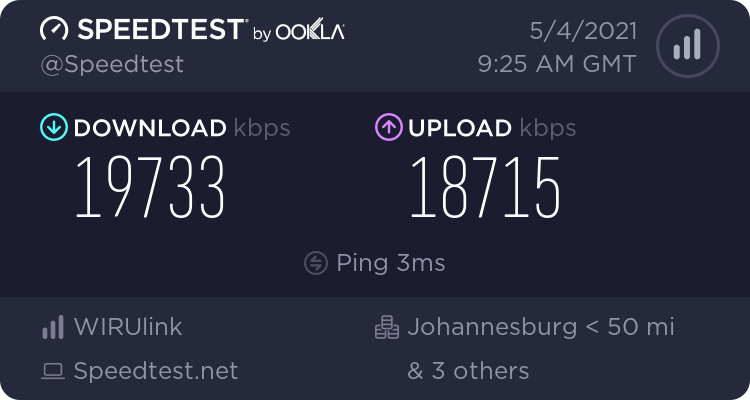 SPEEDTEST® by OOKLA®
@Speedtest
5/4/2021
9:25 AM GMT
DOWNLOAD kbps
19733
UPLOAD kbps
18715
Ping 3ms
WIRUlink
Speedtest.net
Johannesburg < 50 mi
& 3 others